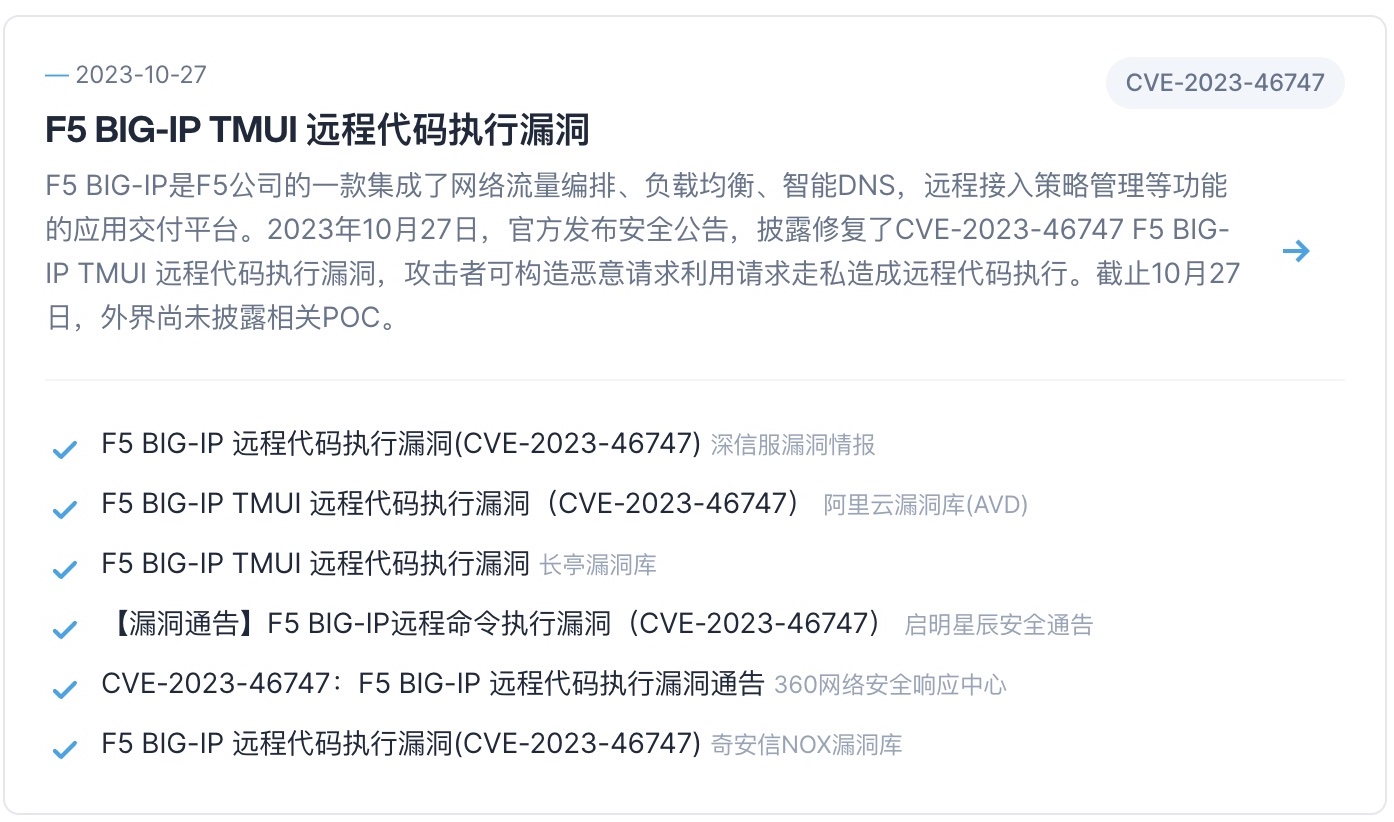 — 2023-10-27
CVE-2023-46747
F5 BIG-IP TMUI 远程代码执行漏洞
F5 BIG-IP是F5公司的一款集成了网络流量编排、负载均衡、智能DNS，远程接入策略管理等功能
的应用交付平台。2023年10月27日，官方发布安全公告，披露修复了CVE-2023-46747 F5 BIG-
IP TMUI 远程代码执行漏洞，攻击者可构造恶意请求利用请求走私造成远程代码执行。截止10月27
日，外界尚未披露相关POC。
F5 BIG-IP 远程代码执行漏洞(CVE-2023-46747) 深信服漏洞情报
F5 BIG-IP TMUI 远程代码执行漏洞（CVE-2023-46747） 阿里云漏洞库(AVD)
F5 BIG-IP TMUI 远程代码执行漏洞 长亭漏洞库
【漏洞通告】F5 BIG-IP远程命令执行漏洞（CVE-2023-46747） 启明星辰安全通告
CVE-2023-46747：F5 BIG-IP 远程代码执行漏洞通告 360网络安全响应中心
F5 BIG-IP 远程代码执行漏洞(CVE-2023-46747) 奇安信NOX漏洞库